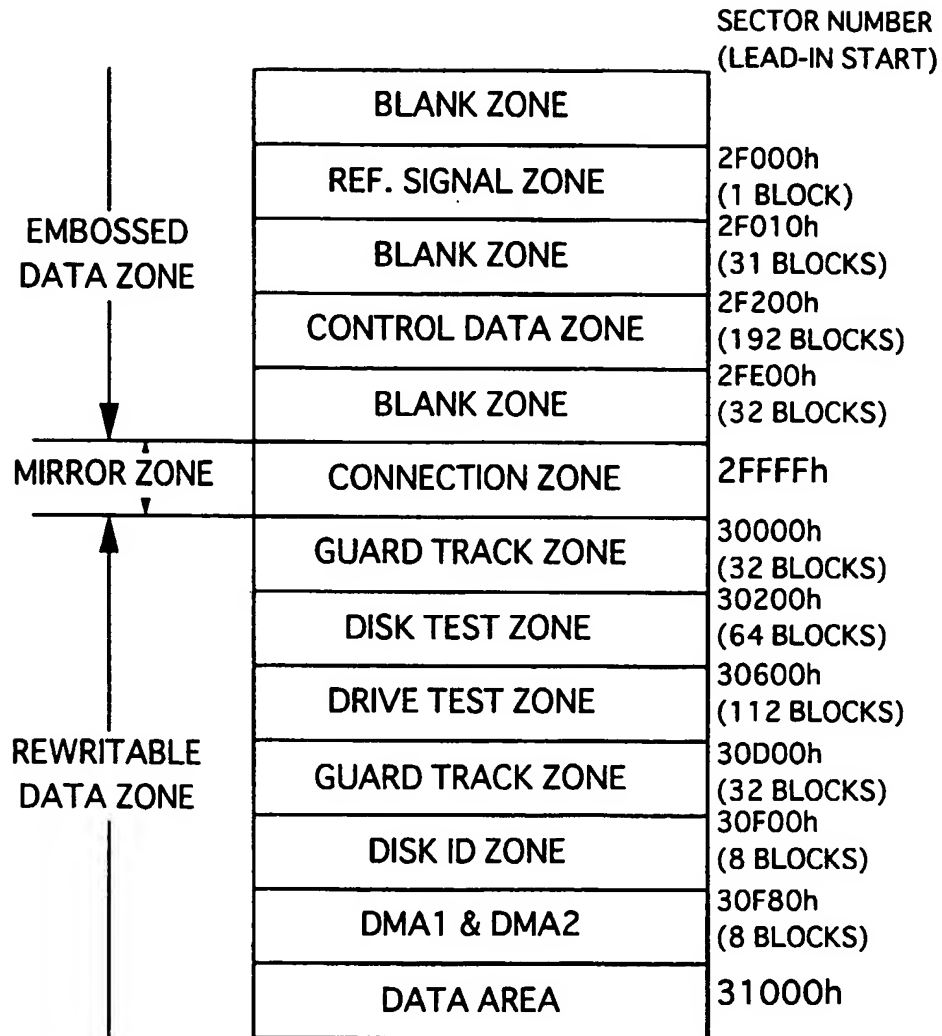 SECTOR NUMBER
(LEAD-IN START)
BLANK ZONE
REF. SIGNAL ZONE
2F000h
(1 BLOCK)
EMBOSSED
DATA ZONE
BLANK ZONE
2F010h
(31 BLOCKS)
CONTROL DATA ZONE
2F200h
(192 BLOCKS)
BLANK ZONE
2FE00h
(32 BLOCKS)
MIRROR ZONE
CONNECTION ZONE
2FFFFh
GUARD TRACK ZONE
30000h
(32 BLOCKS)
DISK TEST ZONE
30200h
(64 BLOCKS)
DRIVE TEST ZONE
30600h
(112 BLOCKS)
REWRITABLE
DATA ZONE
GUARD TRACK ZONE
30D00h
(32 BLOCKS)
DISK ID ZONE
30F00h
(8 BLOCKS)
DMA1 & DMA2
30F80h
(8 BLOCKS)
DATA AREA
31000h